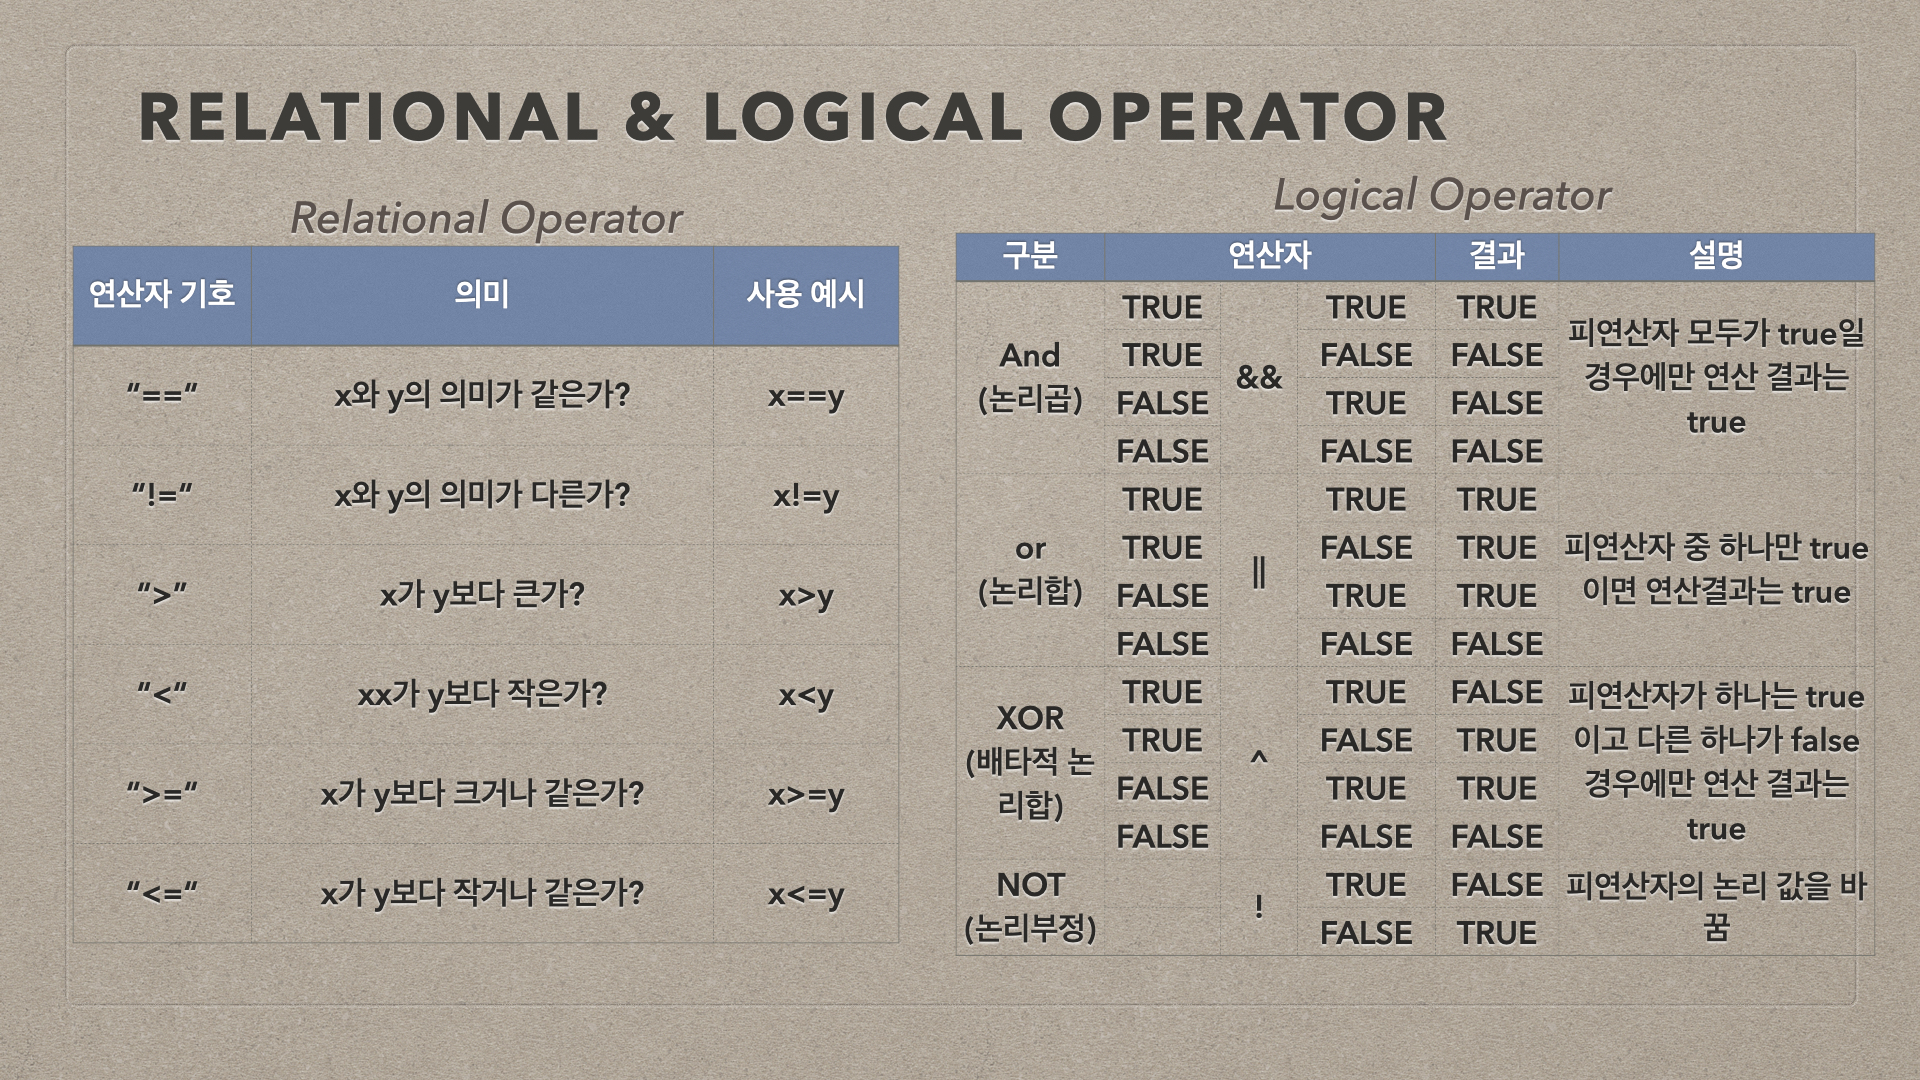 RELATIONAL & LOGICAL OPERATOR
Relational Operator
연산자 기호 의미 사용 예시
"==" x와 y의 의미가 같은가? x==y
"!=" x와 y의 의미가 다른가? x!=y
">" x가 y보다 큰가? x>y
"<" xx가 y보다 작은가? x<y
">=" x가 y보다 크거나 같은가? x>=y
"<=" x가 y보다 작거나 같은가? x<=y
Logical Operator
구분 연산자 결과 설명
And
(논리곱)
&&
TRUE TRUE TRUE
TRUE FALSE FALSE
FALSE TRUE FALSE
FALSE FALSE FALSE
피연산자 모두가 true일
경우에만 연산 결과는
true
or
(논리합)
||
TRUE TRUE TRUE
TRUE FALSE TRUE
FALSE TRUE TRUE
FALSE FALSE FALSE
피연산자 중 하나만 true
이면 연산결과는 true
XOR
(배타적 논
리합)
^
TRUE TRUE FALSE
TRUE FALSE TRUE
FALSE TRUE TRUE
FALSE FALSE FALSE
피연산자가 하나는 true
이고 다른 하나가 false
경우에만 연산 결과는
true
NOT
(논리부정)
!
TRUE FALSE
FALSE TRUE
피연산자의 논리 값을 바
꿈